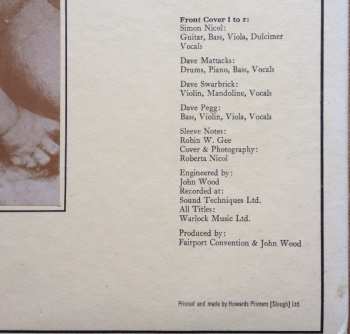 Front Cover l to r:
Simon Nicol:
Guitar, Bass, Viola, Dulcimer
Vocals
Dave Mattacks:
Drums, Piano, Bass, Vocals
Dave Swarbrick:
Violin, Mandoline, Vocals
Dave Pegg:
Bass, Violin, Viola, Vocals
Sleeve Notes:
Robin W. Gee
Cover & Photography:
Roberta Nicol
Engineered by:
John Wood
Recorded at:
Sound Techniques Ltd.
All Titles:
Warlock Music Ltd.
Produced by:
Fairport Convention & John Wood
Printed and made by Howards Printers [Slough] Ltd.